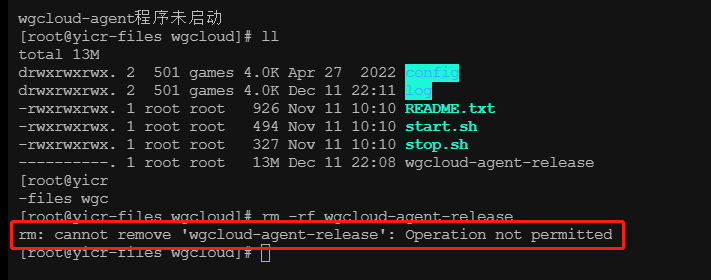 wgcloud-agent程序未启动
[root@yicr-files wgcloud]# ll
total 13M
drwxrwxrwx. 2  501 games 4.0K Apr 27  2022 config
drwxrwxrwx. 2  501 games 4.0K Dec 11 22:11 log
-rwxrwxrwx. 1 root root   926 Nov 11 10:10 README.txt
-rwxrwxrwx. 1 root root   494 Nov 11 10:10 start.sh
-rwxrwxrwx. 1 root root   327 Nov 11 10:10 stop.sh
----------. 1 root root   13M Dec 11 22:08 wgcloud-agent-release
[root@yicr
-files wgc
[root@yicr-files wgcloud]# rm -rf wgcloud-agent-release
rm: cannot remove 'wgcloud-agent-release': Operation not permitted
[root@yicr-files wgcloud]#